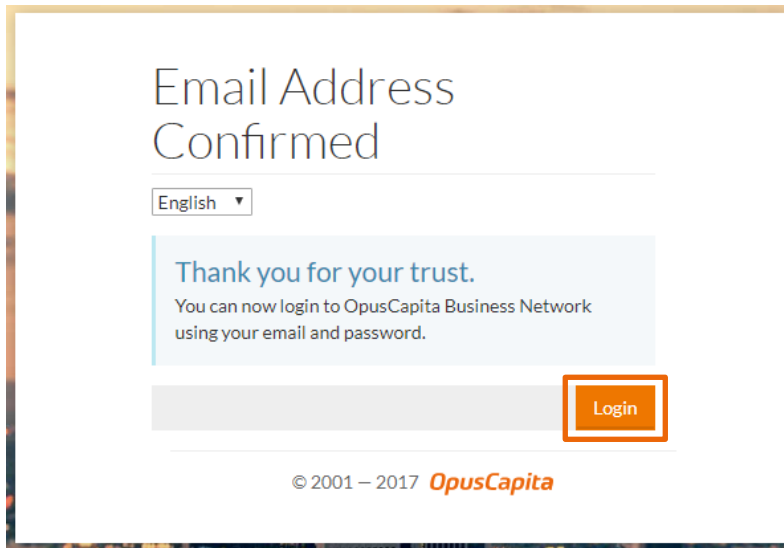 Email Address
Confirmed
English
Thank you for your trust.
You can now login to OpusCapita Business Network
using your email and password.
Login
© 2001 — 2017 OpusCapita